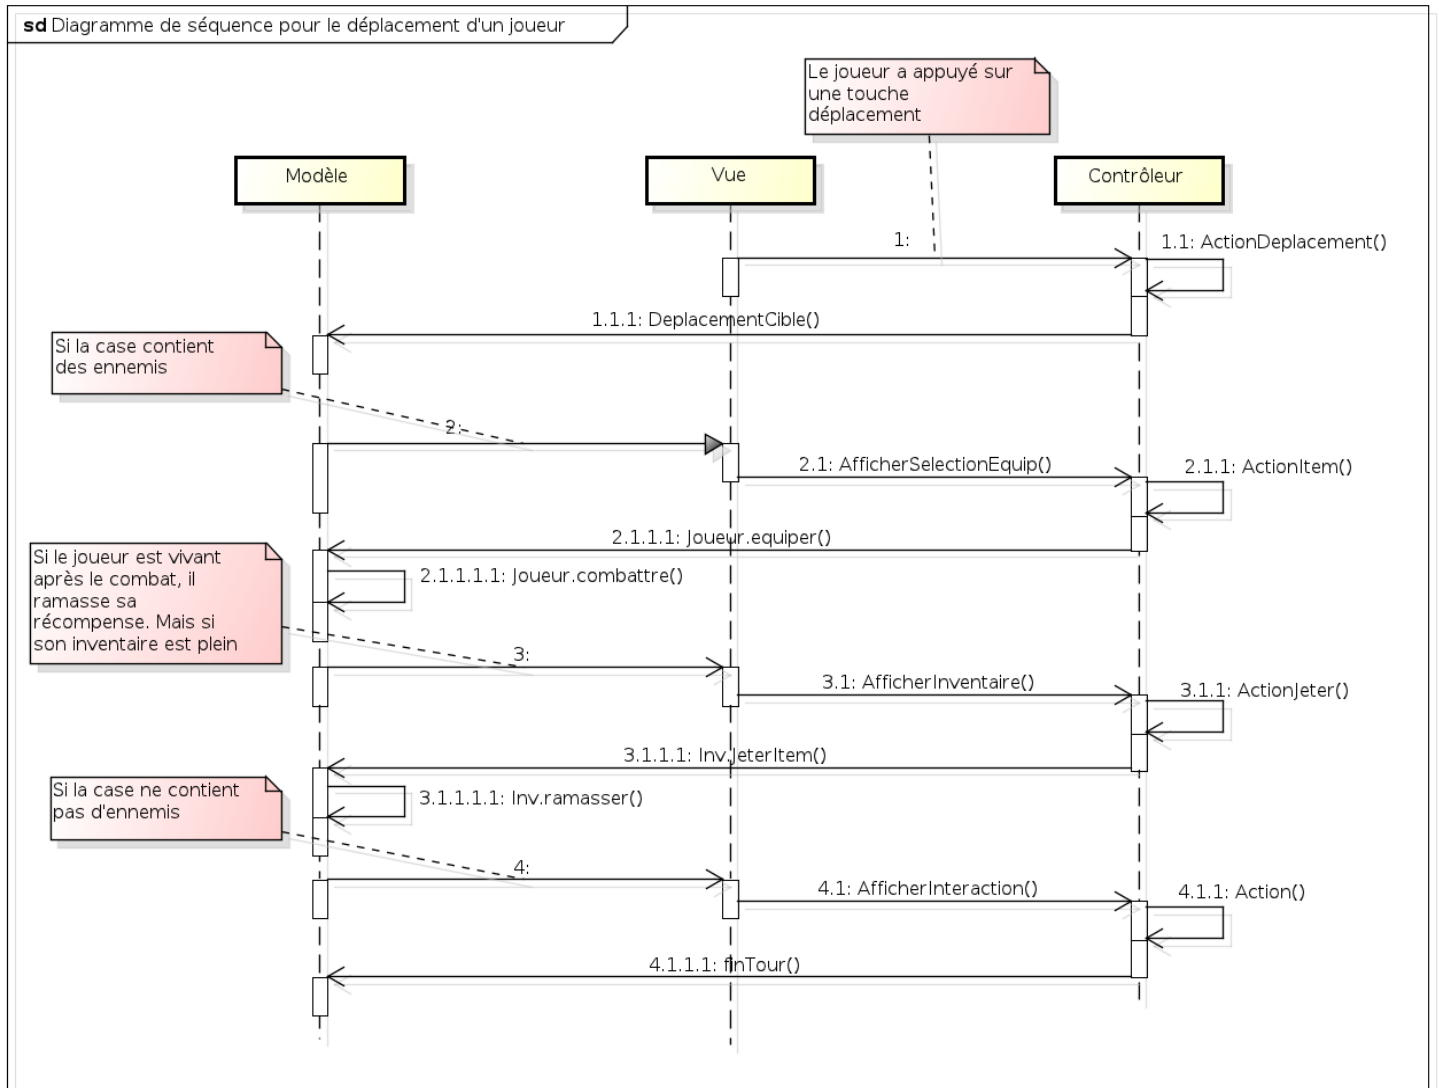 sd Diagramme de séquence pour le déplacement d'un joueur
Le joueur a appuyé sur
une touche
déplacement
Modèle
Vue
Contrôleur
1:
1.1: ActionDeplacement()
1.1.1: DeplacementCible()
Si la case contient
des ennemis
2:
2.1: AfficherSelectionEquip()
2.1.1: ActionItem()
2.1.1.1: Joueur.equiper()
Si le joueur est vivant
après le combat, il
ramasse sa
récompense. Mais si
son inventaire est plein
2.1.1.1.1: Joueur.combattre()
3:
3.1: AfficherInventaire()
3.1.1: ActionJeter()
3.1.1.1: Inv.JeterItem()
Si la case ne contient
pas d'ennemis
3.1.1.1.1: Inv.ramasser()
4:
4.1: AfficherInteraction()
4.1.1: Action()
4.1.1.1: finTour()